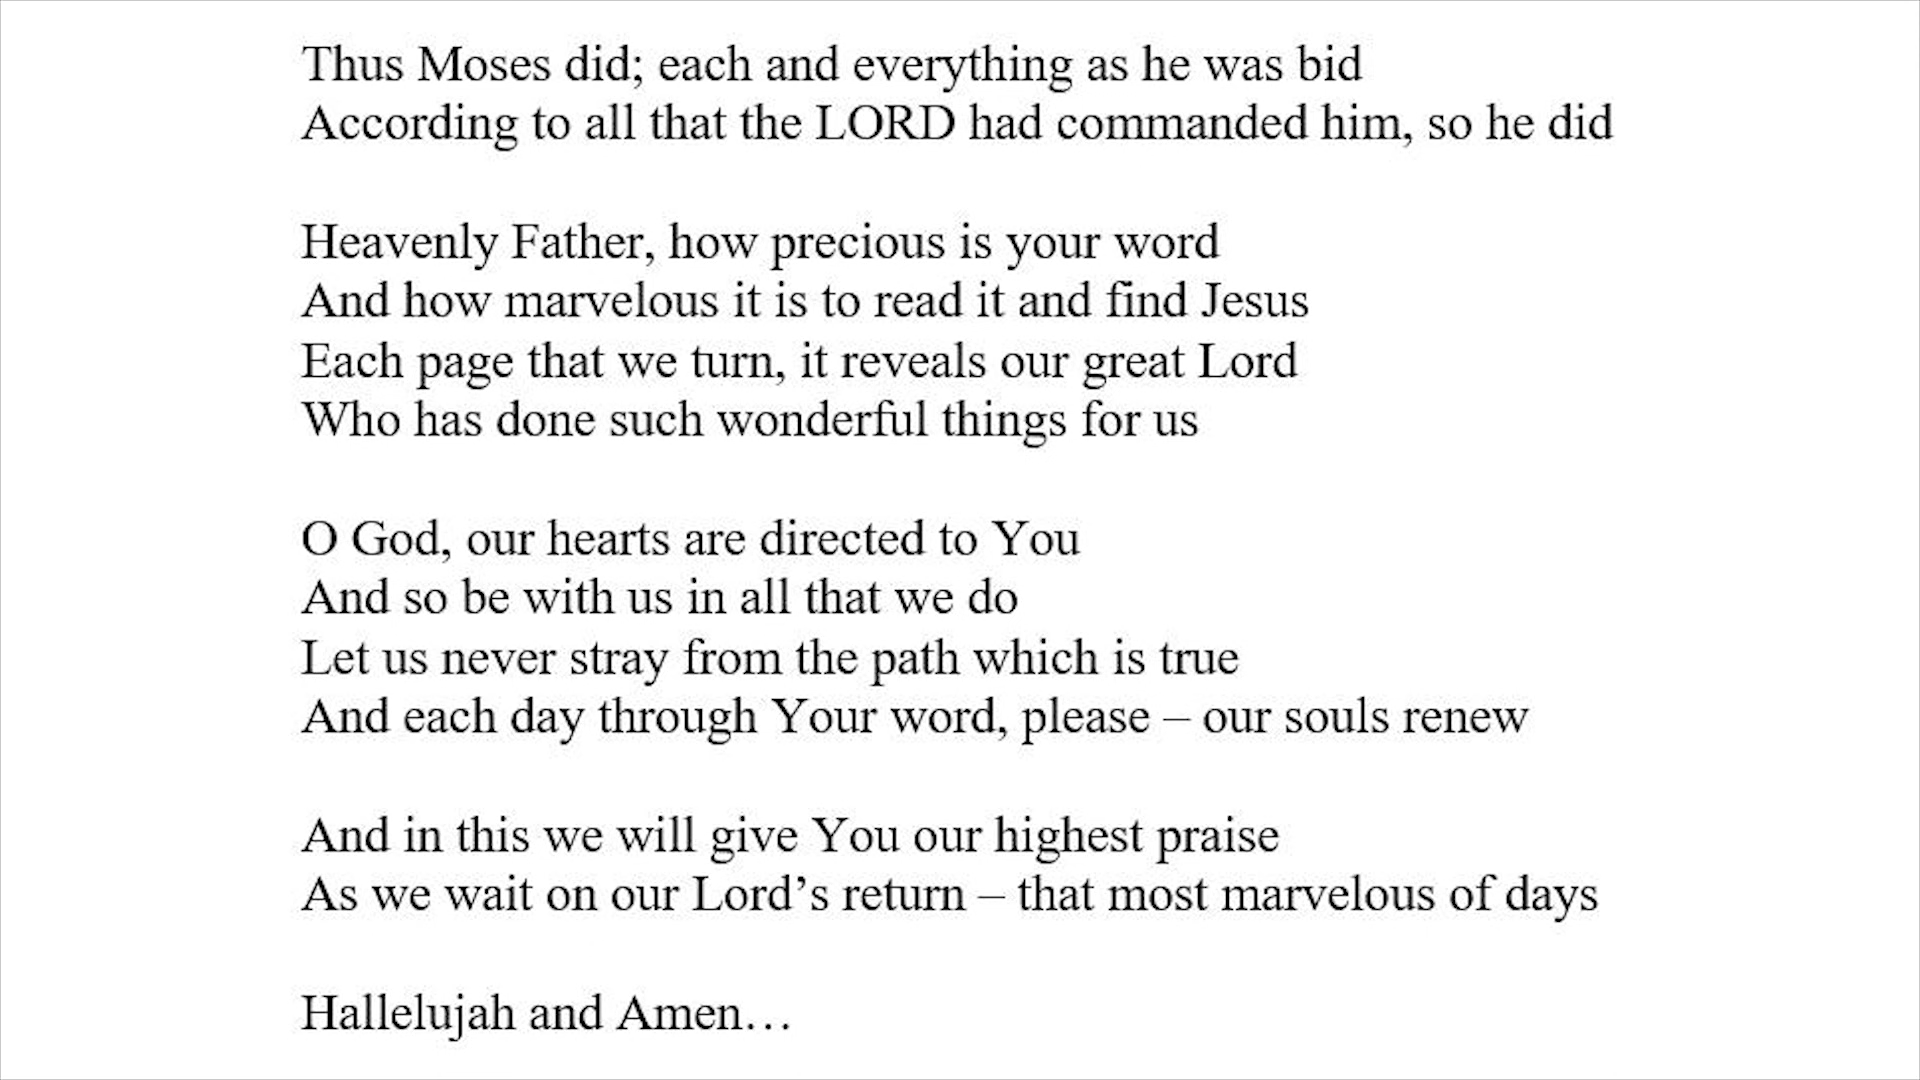 Thus Moses did; each and everything as he was bid
According to all that the LORD had commanded him, so he did
Heavenly Father, how precious is your word
And how marvelous it is to read it and find Jesus
Each page that we turn, it reveals our great Lord
Who has done such wonderful things for us
O God, our hearts are directed to You
And so be with us in all that we do
Let us never stray from the path which is true
And each day through Your word, please – our souls renew
And in this we will give You our highest praise
As we wait on our Lord’s return – that most marvelous of days
Hallelujah and Amen…